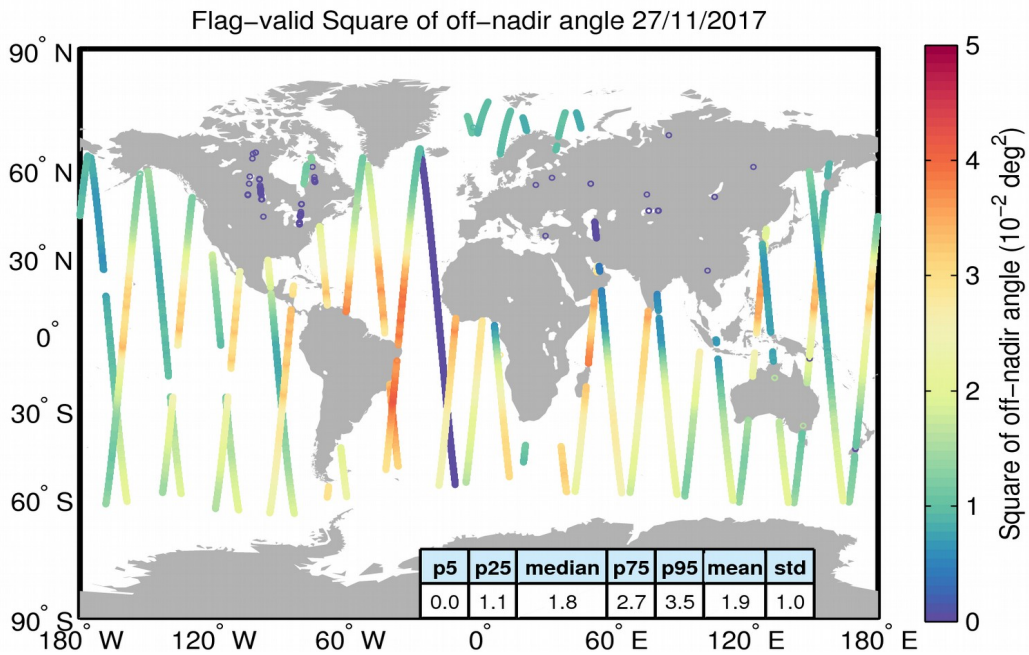 Flag−valid Square of off−nadir angle 27/11/2017
90° N
60° N
30° N
0°
30° S
60° S
90° S
180° W
120° W
60° W
0°
60° E
120° E
180° E
p5 p25 median p75 p95 mean std
0.0 1.1 1.8 2.7 3.5 1.9 1.0
5
4
3
2
1
0
Square of off−nadir angle (10−2 deg2)